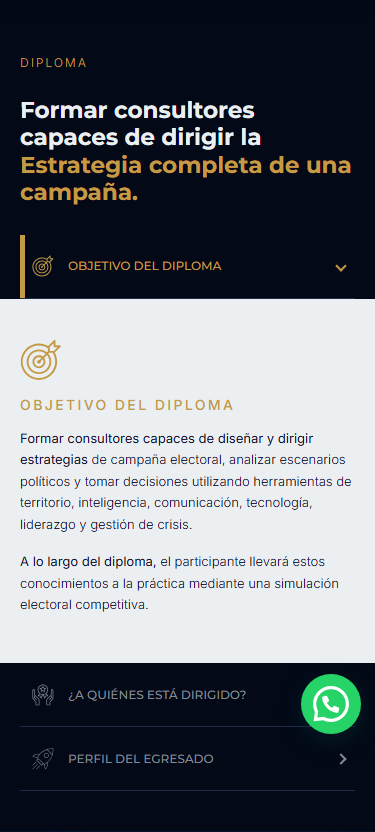 DIPLOMA
Formar consultores
capaces de dirigir la
Estrategia completa de una
campaña.
OBJETIVO DEL DIPLOMA
OBJETIVO DEL DIPLOMA
Formar consultores capaces de diseñar y dirigir
estrategias de campaña electoral, analizar escenarios
políticos y tomar decisiones utilizando herramientas de
territorio, inteligencia, comunicación, tecnología,
liderazgo y gestión de crisis.
A lo largo del diploma, el participante llevará estos
conocimientos a la práctica mediante una simulación
electoral competitiva.
¿A QUIÉNES ESTÁ DIRIGIDO?
PERFIL DEL EGRESADO